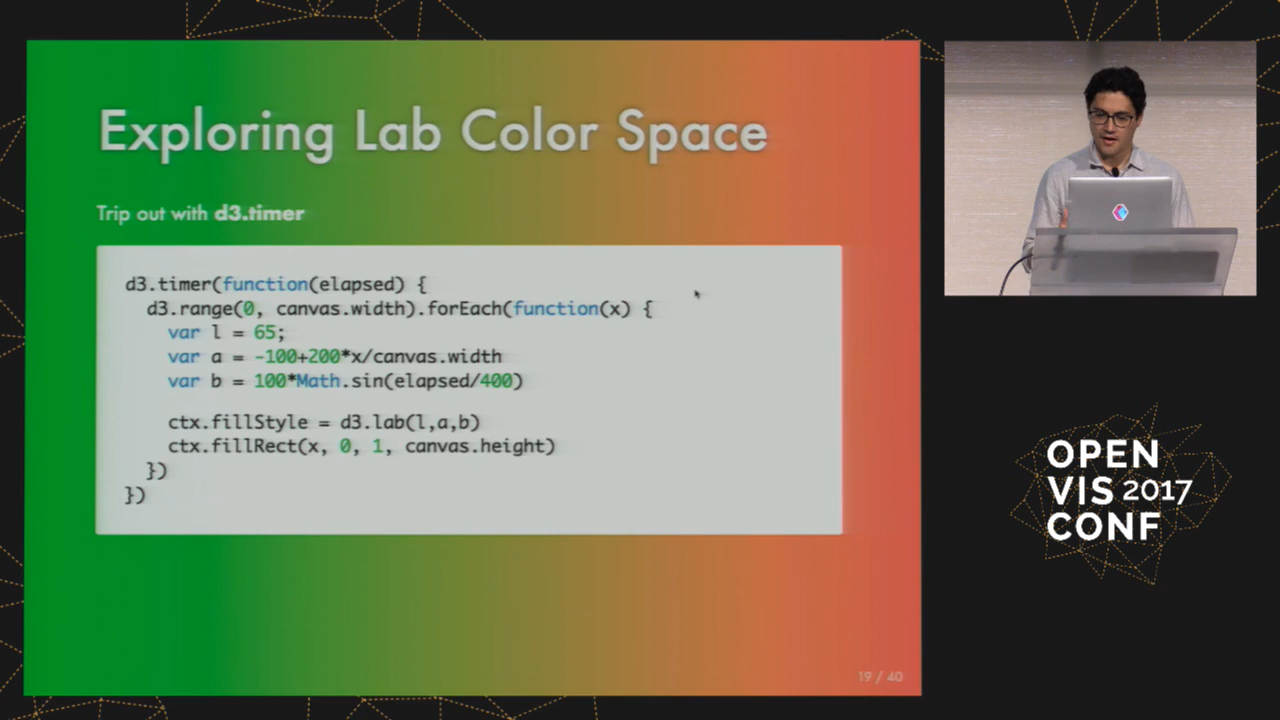 Exploring Lab Color Space
Trip out with d3.timer
d3.timer(function(elapsed) {
d3.range(0, canvas.width).forEach(function(x) {
var l = 65;
var a = -100+200*x/canvas.width
var b = 100*Math.sin(elapsed/400)
ctx.fillStyle = d3.lab(l,a,b)
ctx.fillRect(x, 0, 1, canvas.height)
})
})
19 / 40
OPEN
VIS 2017
CONF